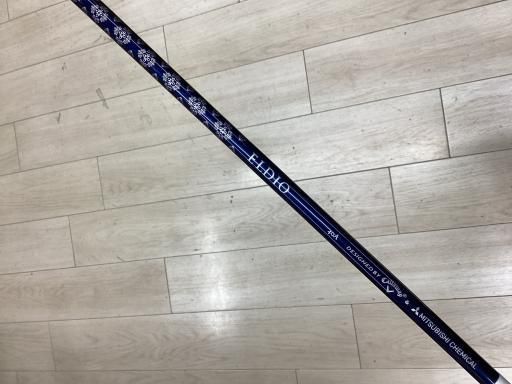 ELDIO
40A
DESIGNED BY Callaway®
MITSUBISHI CHEMICAL